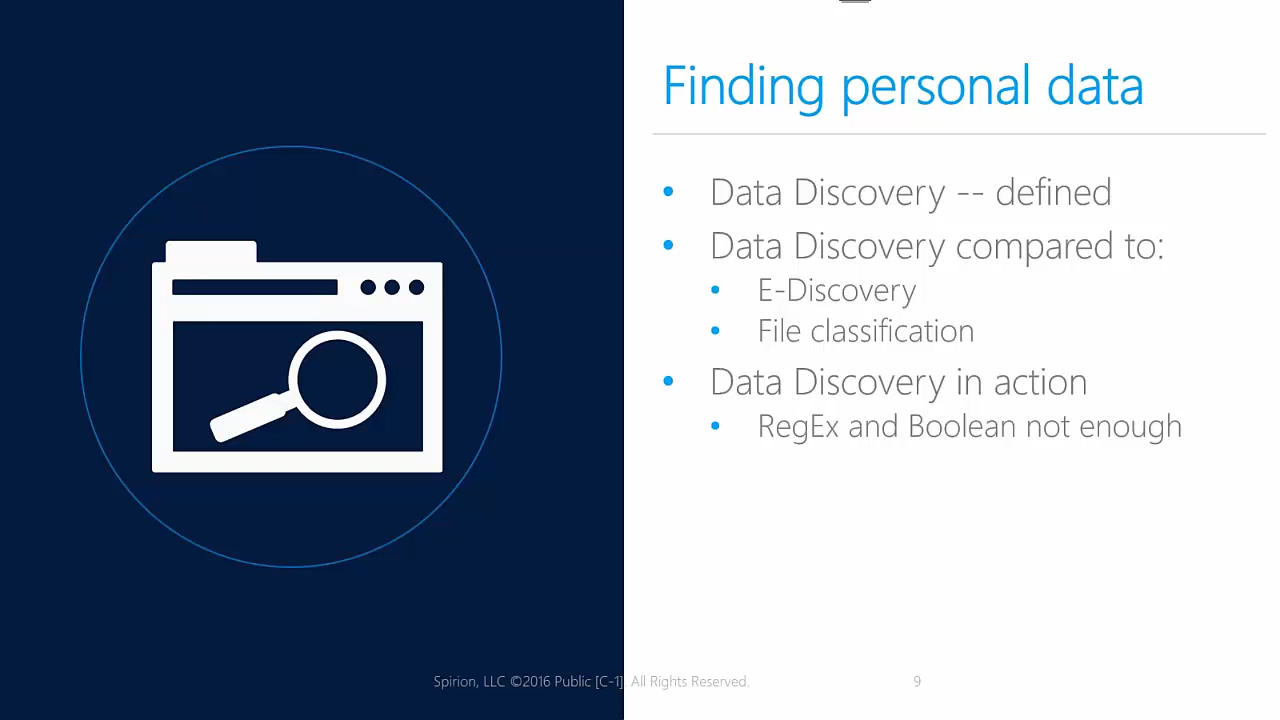 Finding personal data
• Data Discovery -- defined
• Data Discovery compared to:
• E-Discovery
• File classification
• Data Discovery in action
• RegEx and Boolean not enough
Spirion, LLC ©2016 Public [C-1] All Rights Reserved.
9